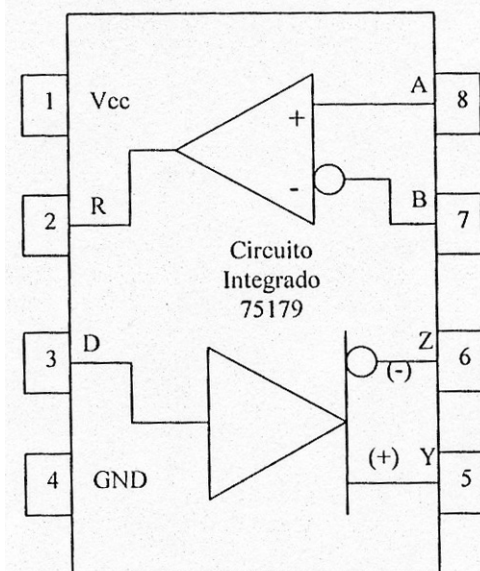 A
1 Vcc 8
+
R - B
2 7
Circuito
Integrado
75179
D Z
3 6
(-)
(+) Y
4 GND 5